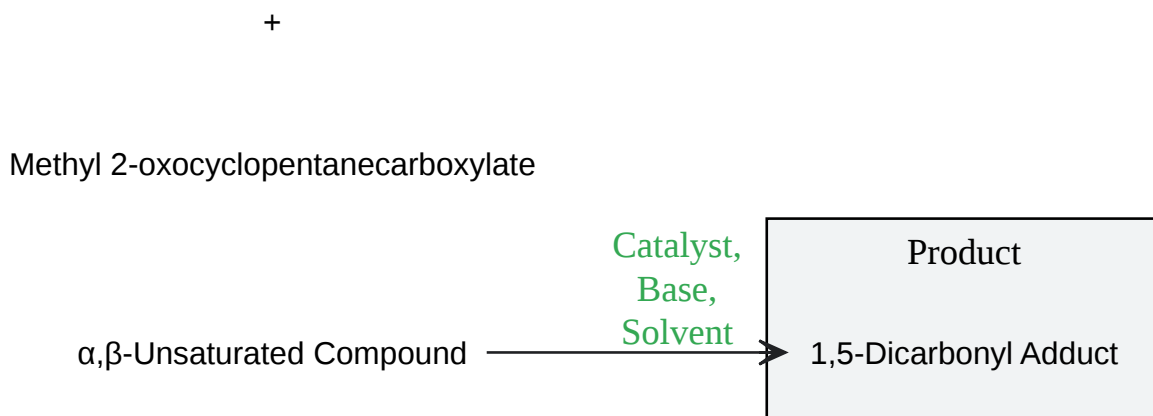 +
Methyl 2-oxocyclopentanecarboxylate
Catalyst,
Base,
Solvent
Product
α,β-Unsaturated Compound
1,5-Dicarbonyl Adduct